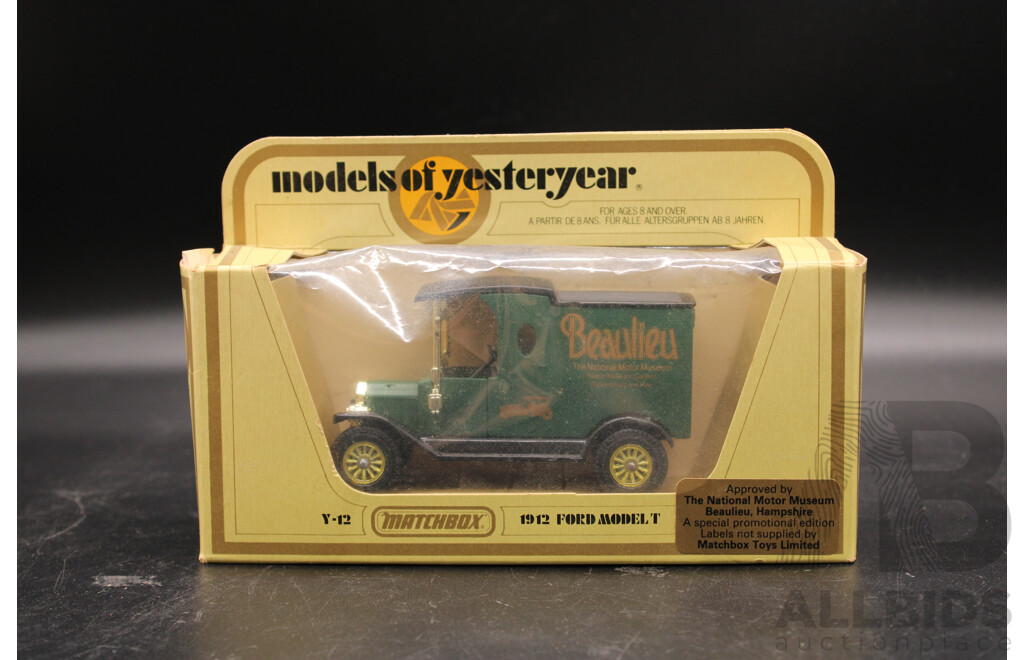 models of yesteryear®
FOR AGES 8 AND OVER.
A PARTIR DE 8 ANS. FÜR ALLE ALTERSGRUPPEN AB 8 JAHREN.
Beaulieu
The National Motor Museum
Y-12
MATCHBOX
1912 FORD MODEL T
Approved by
The National Motor Museum
Beaulieu, Hampshire
A special promotional edition
Labels not supplied by
Matchbox Toys Limited
ALLBIDS
auctionplace